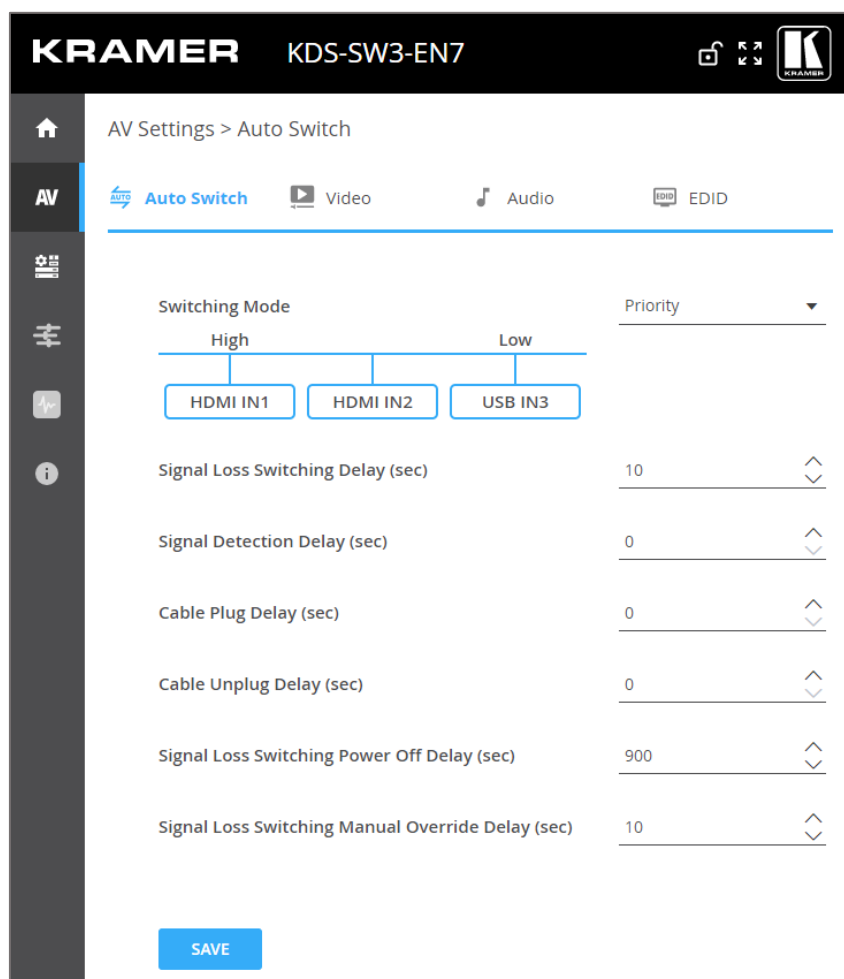 KRAMER KDS-SW3-EN7
KRAMER
AV Settings > Auto Switch
AV
AUTO Auto Switch Video Audio EDID EDID
Switching Mode Priority
High Low
HDMI IN1 HDMI IN2 USB IN3
Signal Loss Switching Delay (sec) 10
Signal Detection Delay (sec) 0
Cable Plug Delay (sec) 0
Cable Unplug Delay (sec) 0
Signal Loss Switching Power Off Delay (sec) 900
Signal Loss Switching Manual Override Delay (sec) 10
SAVE